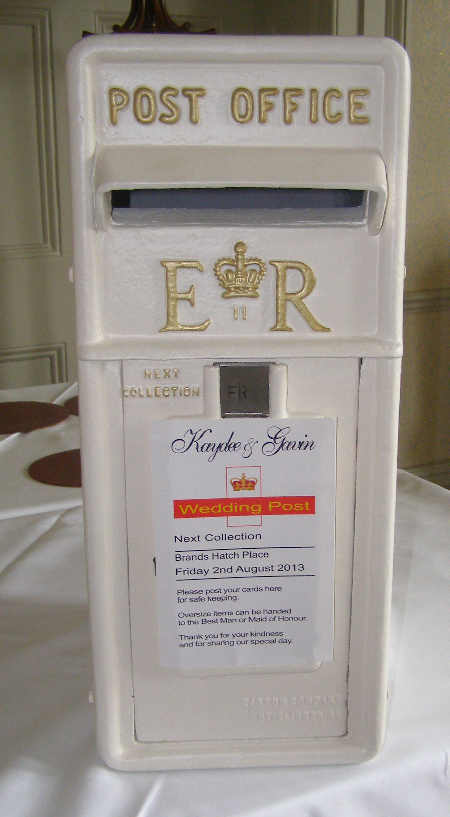 POST OFFICE
E II R
NEXT
COLLECTION
FRI
Kaydee & Gavin
Wedding Post
Next Collection
Brands Hatch Place
Friday 2nd August 2013
Please post your cards here
for safe keeping.
Oversize items can be handed
to the Best Man or Maid of Honour.
Thank you for your kindness
and for sharing our special day.
COMPANY